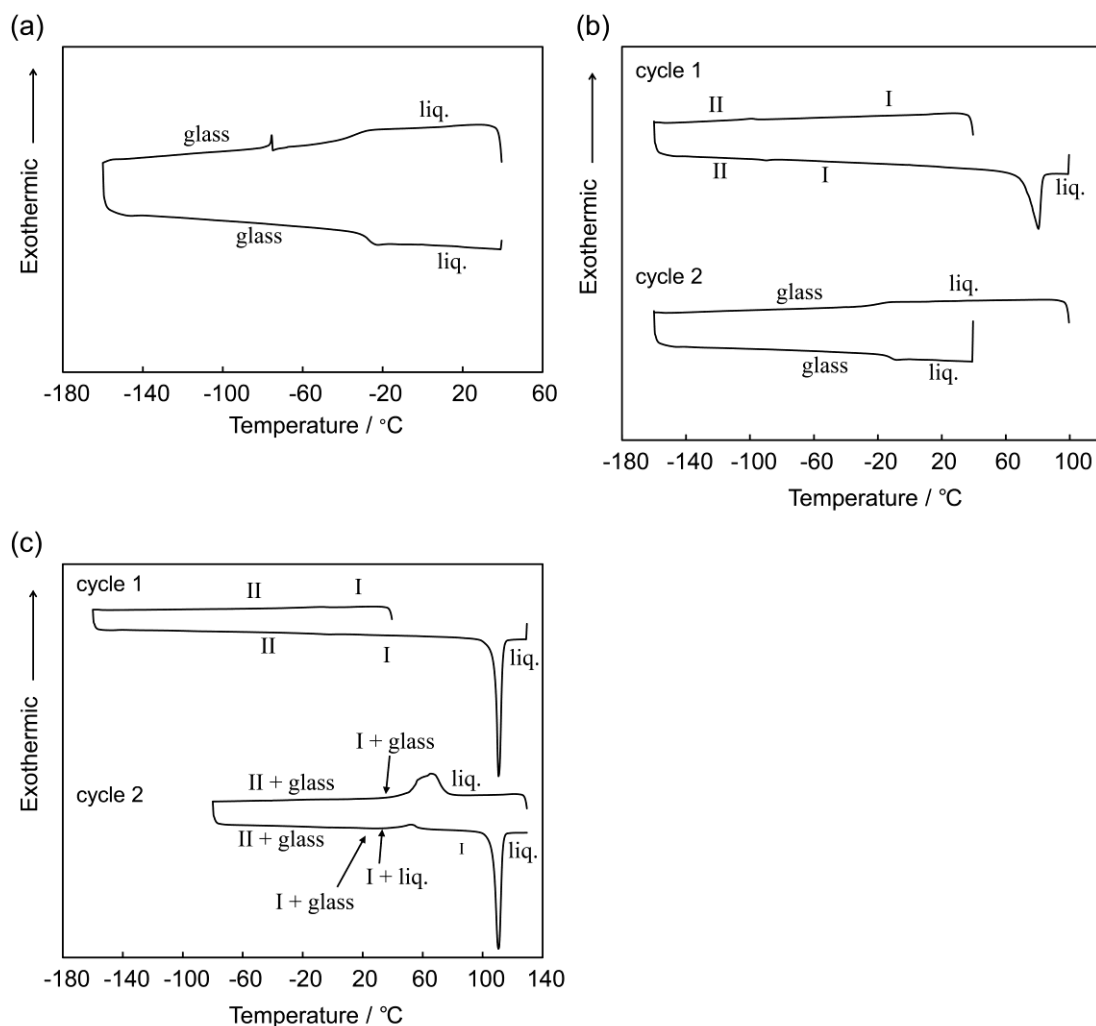 (a)
Exothermic
glass
liq.
glass
liq.
-180 -140 -100 -60 -20 20 60
Temperature / °C
(b)
Exothermic
cycle 1
II I
II I
liq.
cycle 2
glass liq.
glass liq.
-180 -140 -100 -60 -20 20 60 100
Temperature / °C
(c)
Exothermic
cycle 1
II I
II I
liq.
I + glass
cycle 2
II + glass
liq.
II + glass
I
liq.
I + liq.
I + glass
-180 -140 -100 -60 -20 20 60 100 140
Temperature / °C